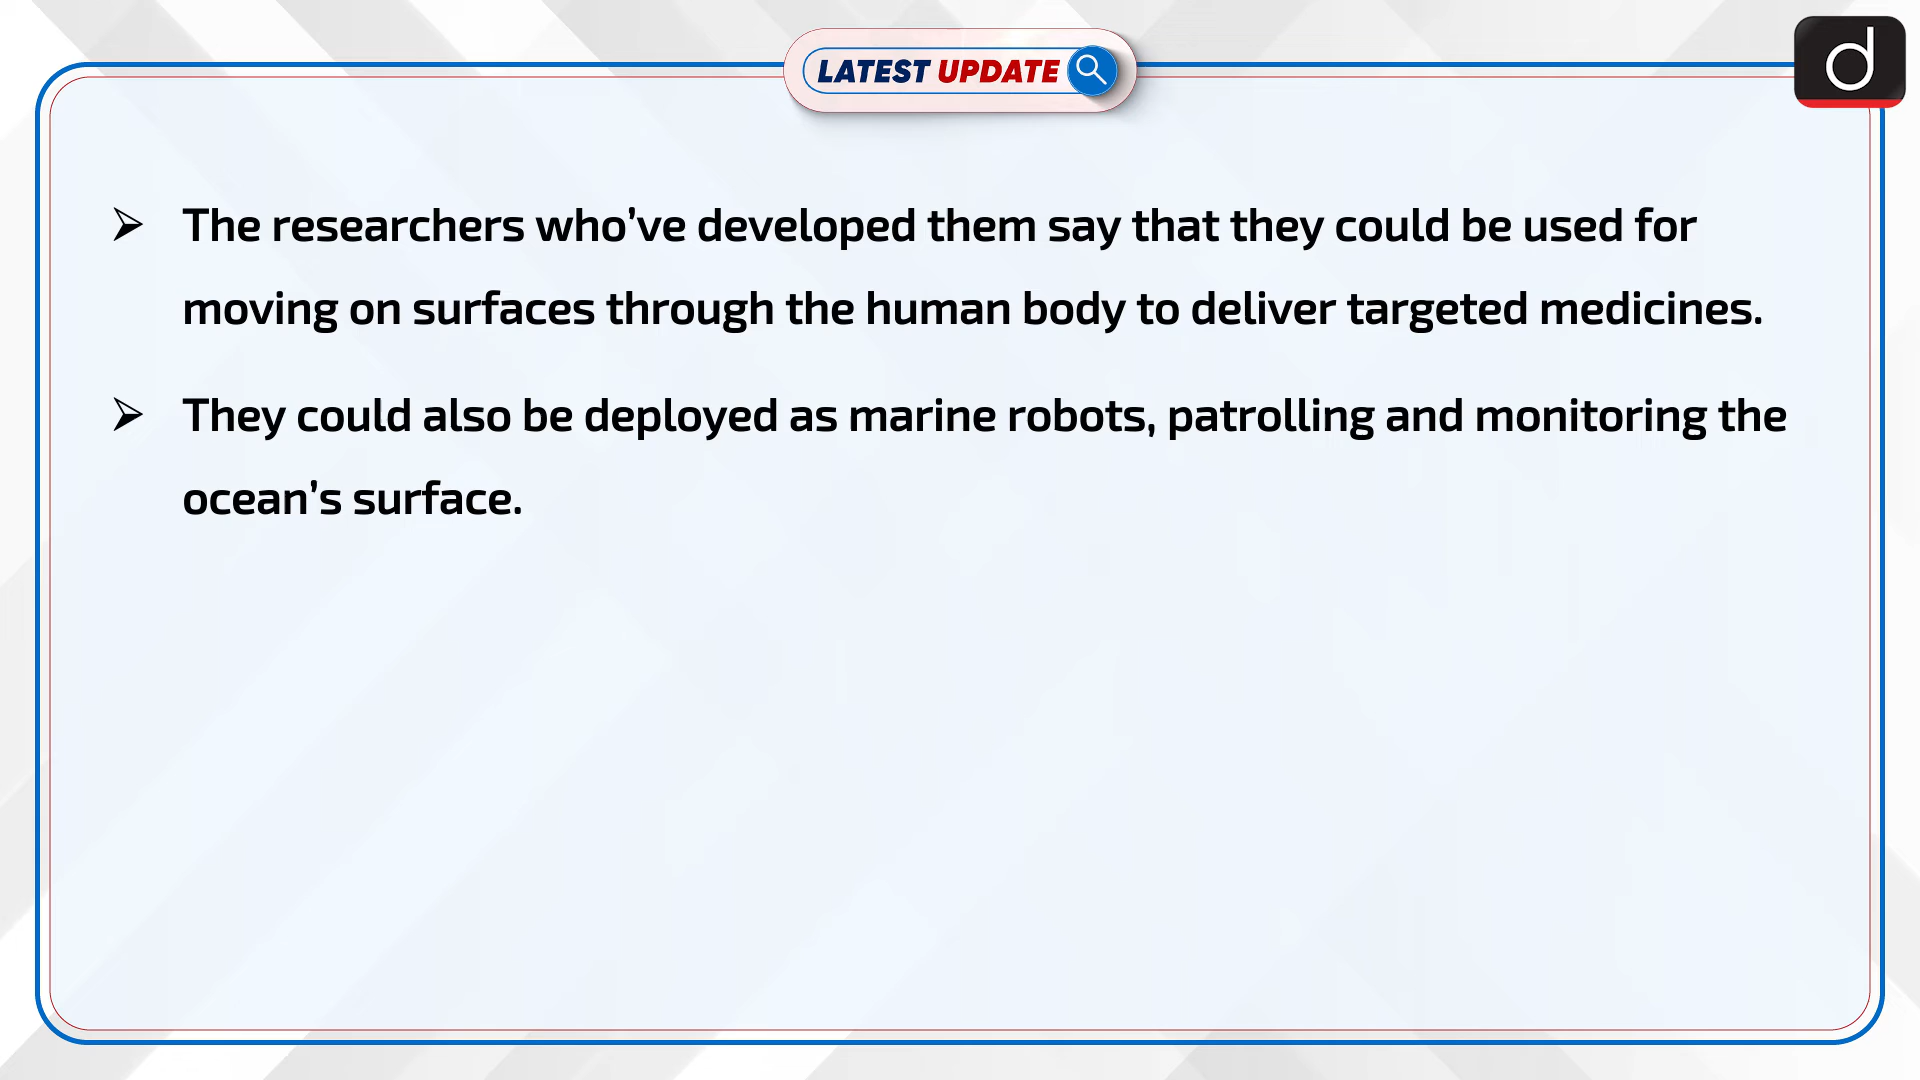 LATEST UPDATE
d
➢ The researchers who’ve developed them say that they could be used for
moving on surfaces through the human body to deliver targeted medicines.
➢ They could also be deployed as marine robots, patrolling and monitoring the
ocean’s surface.